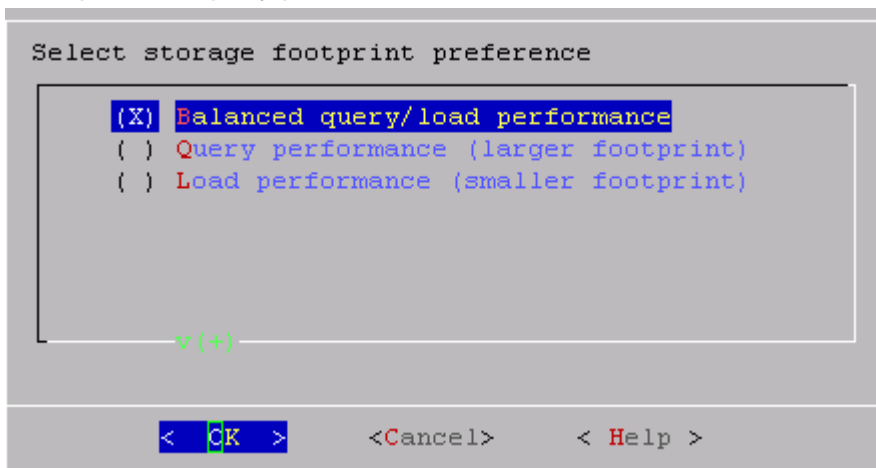 Select storage footprint preference
(X) Balanced query/load performance
( ) Query performance (larger footprint)
( ) Load performance (smaller footprint)
v(+)
< OK > <Cancel> < Help >